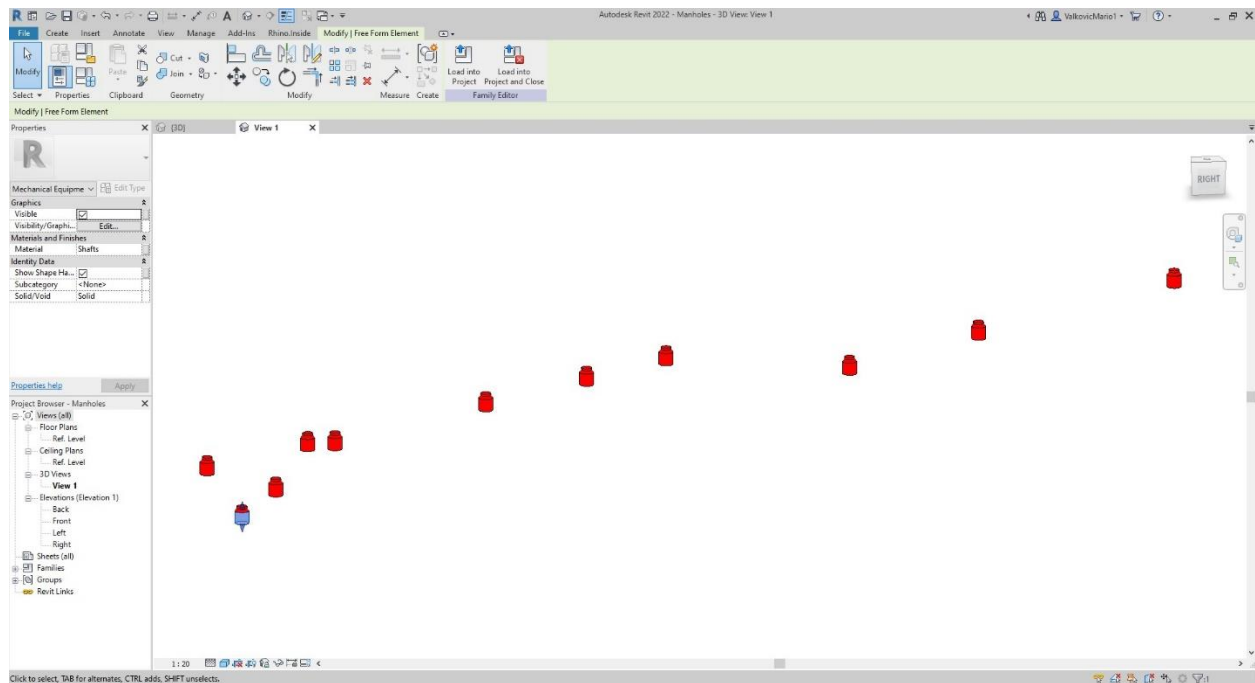 Autodesk Revit 2022 - Manholes - 3D View: View 1
ValkovicMario1
File Create Insert Annotate View Manage Add-Ins Rhino.Inside Modify | Free Form Element
Modify
Paste
Cut
Join
Load into Project
Load into Project and Close
Select Properties Clipboard Geometry Modify Measure Create Family Editor
Modify | Free Form Element
Properties
{3D}
View 1
RIGHT
Mechanical Equipme
Edit Type
Graphics
Visible
Visibility/Graphi... Edit...
Materials and Finishes
Material Shafts
Identity Data
Show Shape Ha...
Subcategory <None>
Solid/Void Solid
Properties help
Apply
Project Browser - Manholes
Views (all)
Floor Plans
Ref. Level
Ceiling Plans
Ref. Level
3D Views
View 1
Elevations (Elevation 1)
Back
Front
Left
Right
Sheets (all)
Families
Groups
Revit Links
1 : 20
Click to select, TAB for alternates, CTRL adds, SHIFT unselects.
:1